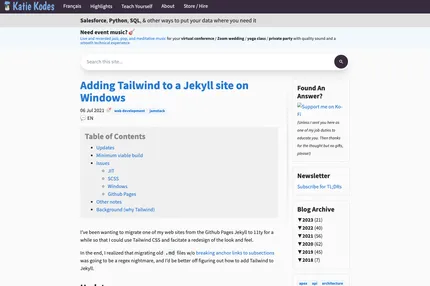 Katie Kodes
Français
Highlights
Teach Yourself
About
Store / Hire
Salesforce, Python, SQL, & other ways to put your data where you need it
Need event music? 🎸
Live and recorded jazz, pop, and meditative music for your virtual conference / Zoom wedding / yoga class / private party with quality sound and a smooth technical experience
Search this site...
Adding Tailwind to a Jekyll site on
Windows
06 Jul 2021 🔖 web development jamstack
💬 EN
Table of Contents
Updates
Minimum viable build
Issues
JIT
SCSS
Windows
Github Pages
Other notes
Background (why Tailwind)
I've been wanting to migrate one of my web sites from the Github Pages Jekyll to 11ty for
a while so that I could use Tailwind CSS and facilitate a redesign of the look and feel.
In the end, I realized that migrating old .md files w/o breaking anchor links to subsections
was going to be a regex nightmare, and I'd be better off figuring out how to add Tailwind to
Jekyll.
Found An
Answer?
Support me on Ko-
Fi
(Unless I sent you here as
one of my job duties to
educate you. Then thanks
for the thought but no gifts,
please!)
Newsletter
Subscribe for TL;DRs
Blog Archive
▼2023 (21)
▼2022 (40)
▼2021 (56)
▼2020 (62)
▼2019 (45)
▼2018 (7)
apex api architecture